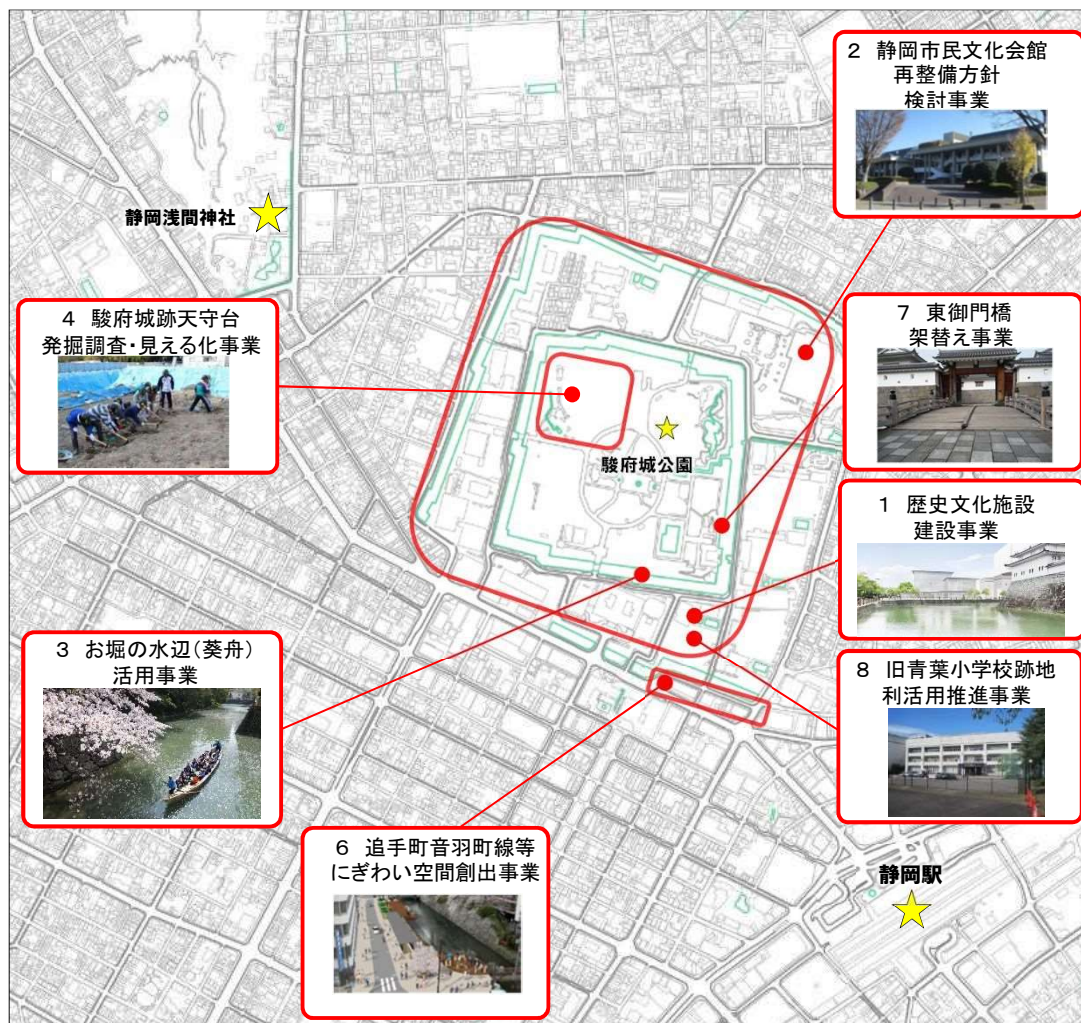 2 静岡市民文化会館
再整備方針
検討事業
静岡浅間神社
4 駿府城跡天守台
発掘調査・見える化事業
7 東御門橋
架替え事業
駿府城公園
1 歴史文化施設
建設事業
3 お堀の水辺(葵舟)
活用事業
8 旧青葉小学校跡地
利活用推進事業
6 追手町音羽町線等
にぎわい空間創出事業
静岡駅